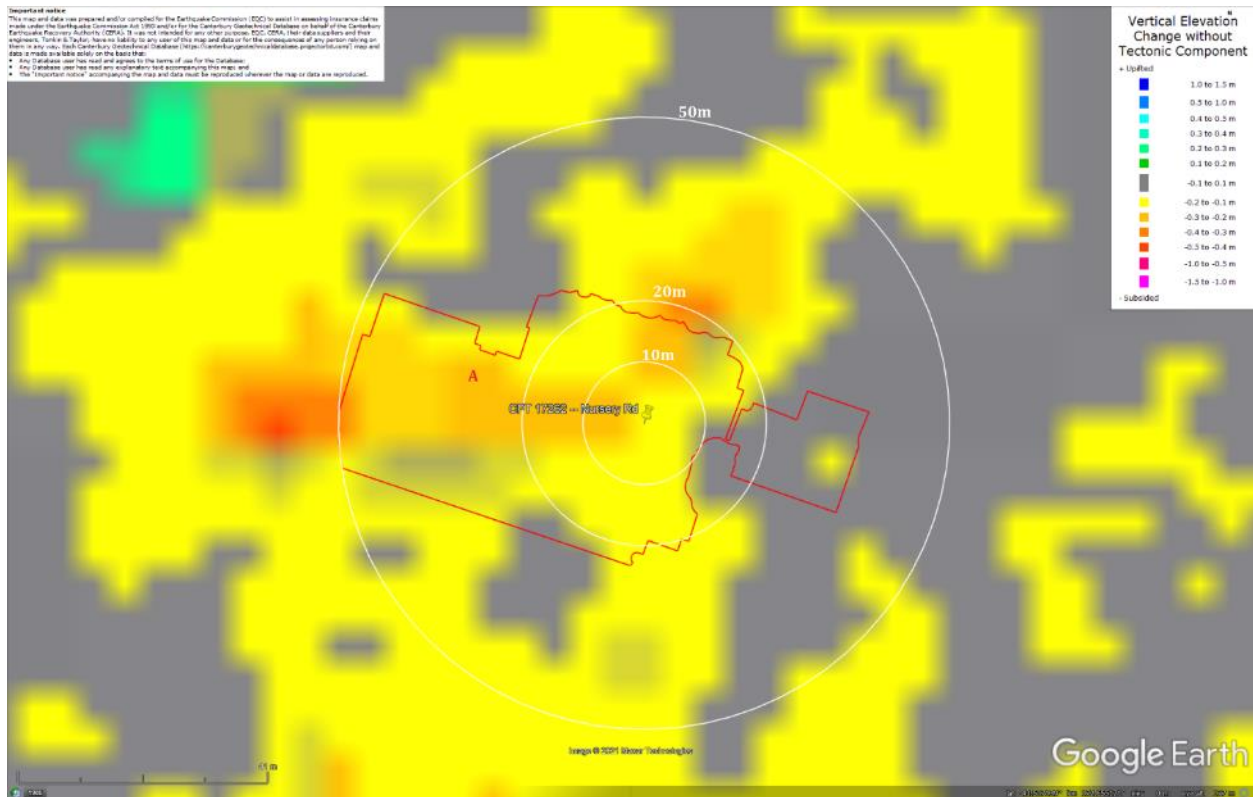 Important notice
This map and data was prepared and/or compiled for the Earthquake Commission (EQC) to assist in assessing insurance claims
made under the Earthquake Commission Act 1993 and/or for the Canterbury Geotechnical Database on behalf of the Canterbury
Earthquake Recovery Authority (CERA). It was not intended for any other purpose. EQC, CERA, their data suppliers and their
engineers, Tonkin & Taylor, have no liability to any user of this map and data or for the consequences of any person relying on
them in any way. Each Canterbury Geotechnical Database (https://canterburygeotechnicaldatabase.projectorbit.com/) map and
data is made available solely on the basis that:
• Any Database user has read and agrees to the terms of use for the Database;
• Any Database user has read any explanatory text accompanying this map; and
• The "Important notice" accompanying the map and data must be reproduced wherever the map or data are reproduced.
Vertical Elevation
Change without
Tectonic Component
+ Uplifted
1.0 to 1.5 m
0.5 to 1.0 m
0.4 to 0.5 m
0.3 to 0.4 m
0.2 to 0.3 m
0.1 to 0.2 m
-0.1 to 0.1 m
-0.2 to -0.1 m
-0.3 to -0.2 m
-0.4 to -0.3 m
-0.5 to -0.4 m
-1.0 to -0.5 m
-1.5 to -1.0 m
- Subsided
50m
20m
10m
A
CPT 17262 -- Nursery Rd
Image © 2021 Maxar Technologies
Google Earth